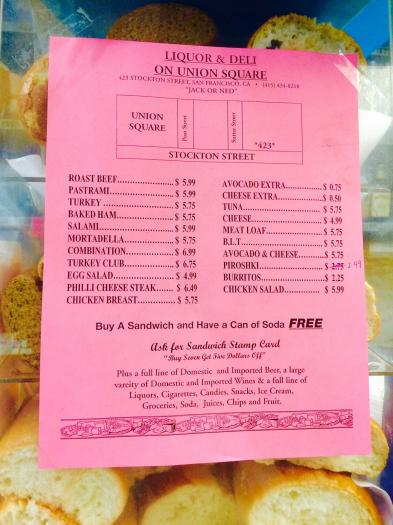 LIQUOR & DELI
ON UNION SQUARE
423 STOCKTON STREET, SAN FRANCISCO, CA • (415) 434-0210
"JACK OR NED"
UNION
SQUARE
Post Street
Sutter Street
"423"
STOCKTON STREET
ROAST BEEF........................ $ 5.99
PASTRAMI........................... $ 5.99
TURKEY ............................. $ 5.75
BAKED HAM....................... $ 5.75
SALAMI............................... $ 5.99
MORTADELLA.................... $ 5.75
COMBINATION................... $ 6.99
TURKEY CLUB.................... $ 6.75
EGG SALAD......................... $ 4.99
PHILLI CHEESE STEAK...... $ 6.49
CHICKEN BREAST.............. $ 5.75
AVOCADO EXTRA............... $ 0.75
CHEESE EXTRA.................. $ 0.50
TUNA................................... $ 5.75
CHEESE............................... $ 4.99
MEAT LOAF........................ $ 5.75
B.L.T.................................... $ 5.75
AVOCADO & CHEESE......... $ 5.75
PIROSHKI........................... $ 2.75 2.49
BURRITOS........................... $ 2.25
CHICKEN SALAD................ $ 5.99
Buy A Sandwich and Have a Can of Soda FREE
Ask for Sandwich Stamp Card
"Buy Seven Get Five Dollars Off"
Plus a full line of Domestic and Imported Beer, a large
vareity of Domestic and Imported Wines & a full line of
Liquors, Cigarettes, Candies, Snacks, Ice Cream,
Groceries, Soda, Juices, Chips and Fruit.